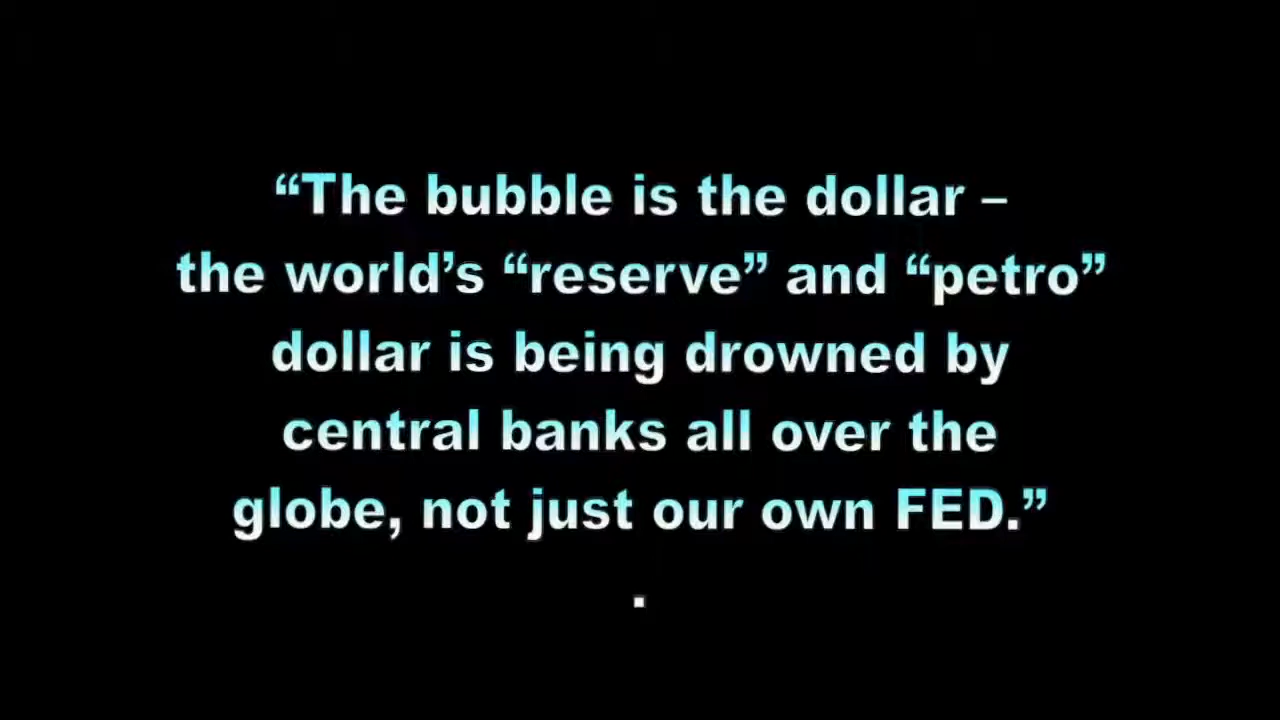 “The bubble is the dollar –
the world’s “reserve” and “petro”
dollar is being drowned by
central banks all over the
globe, not just our own FED.”
.